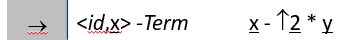 → <id,x> -Term x - ↑2 * y